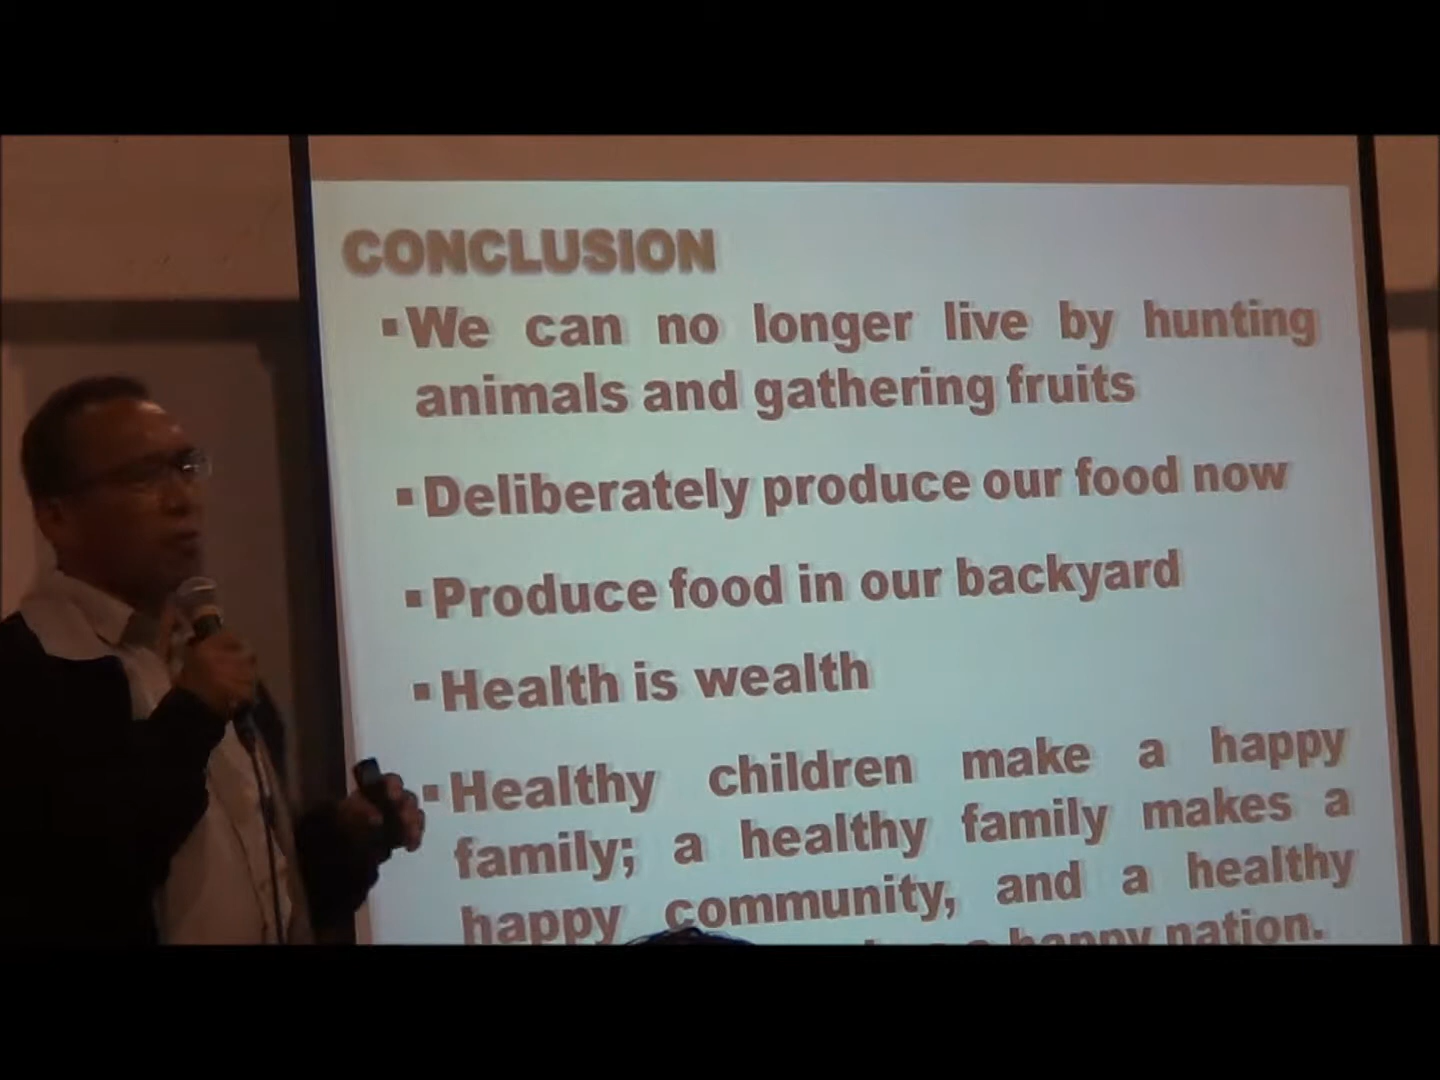 CONCLUSION
▪We can no longer live by hunting
animals and gathering fruits
▪Deliberately produce our food now
▪Produce food in our backyard
▪Health is wealth
▪Healthy children make a happy
family; a healthy family makes a
happy community, and a healthy
a happy nation.